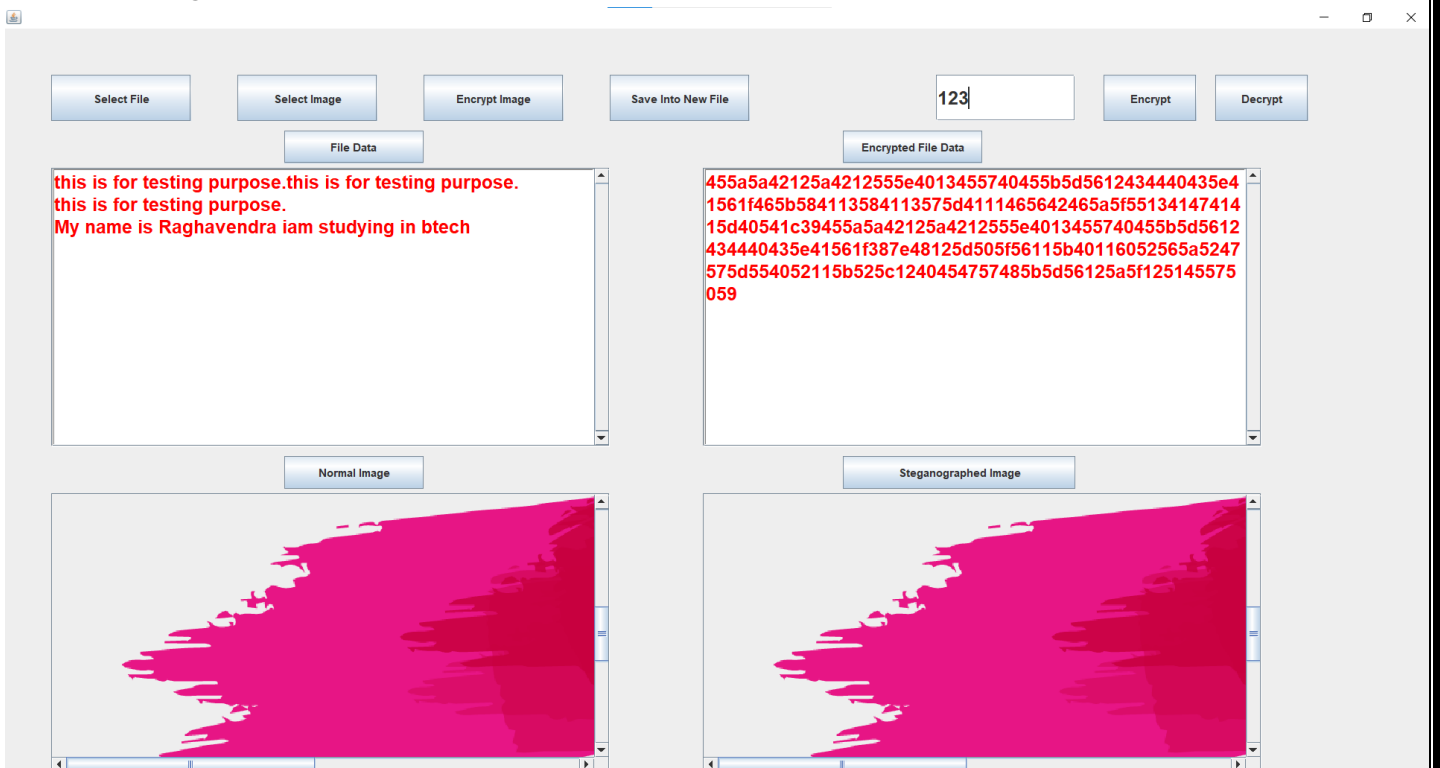 Select File
Select Image
Encrypt Image
Save Into New File
123
Encrypt
Decrypt
File Data
Encrypted File Data
this is for testing purpose.this is for testing purpose.
this is for testing purpose.
My name is Raghavendra iam studying in btech
455a5a42125a4212555e4013455740455b5d5612434440435e4
1561f465b584113584113575d4111465642465a5f55134147414
15d40541c39455a5a42125a4212555e4013455740455b5d5612
434440435e41561f387e48125d505f56115b40116052565a5247
575d554052115b525c1240454757485b5d56125a5f125145575
059
Normal Image
Steganographed Image